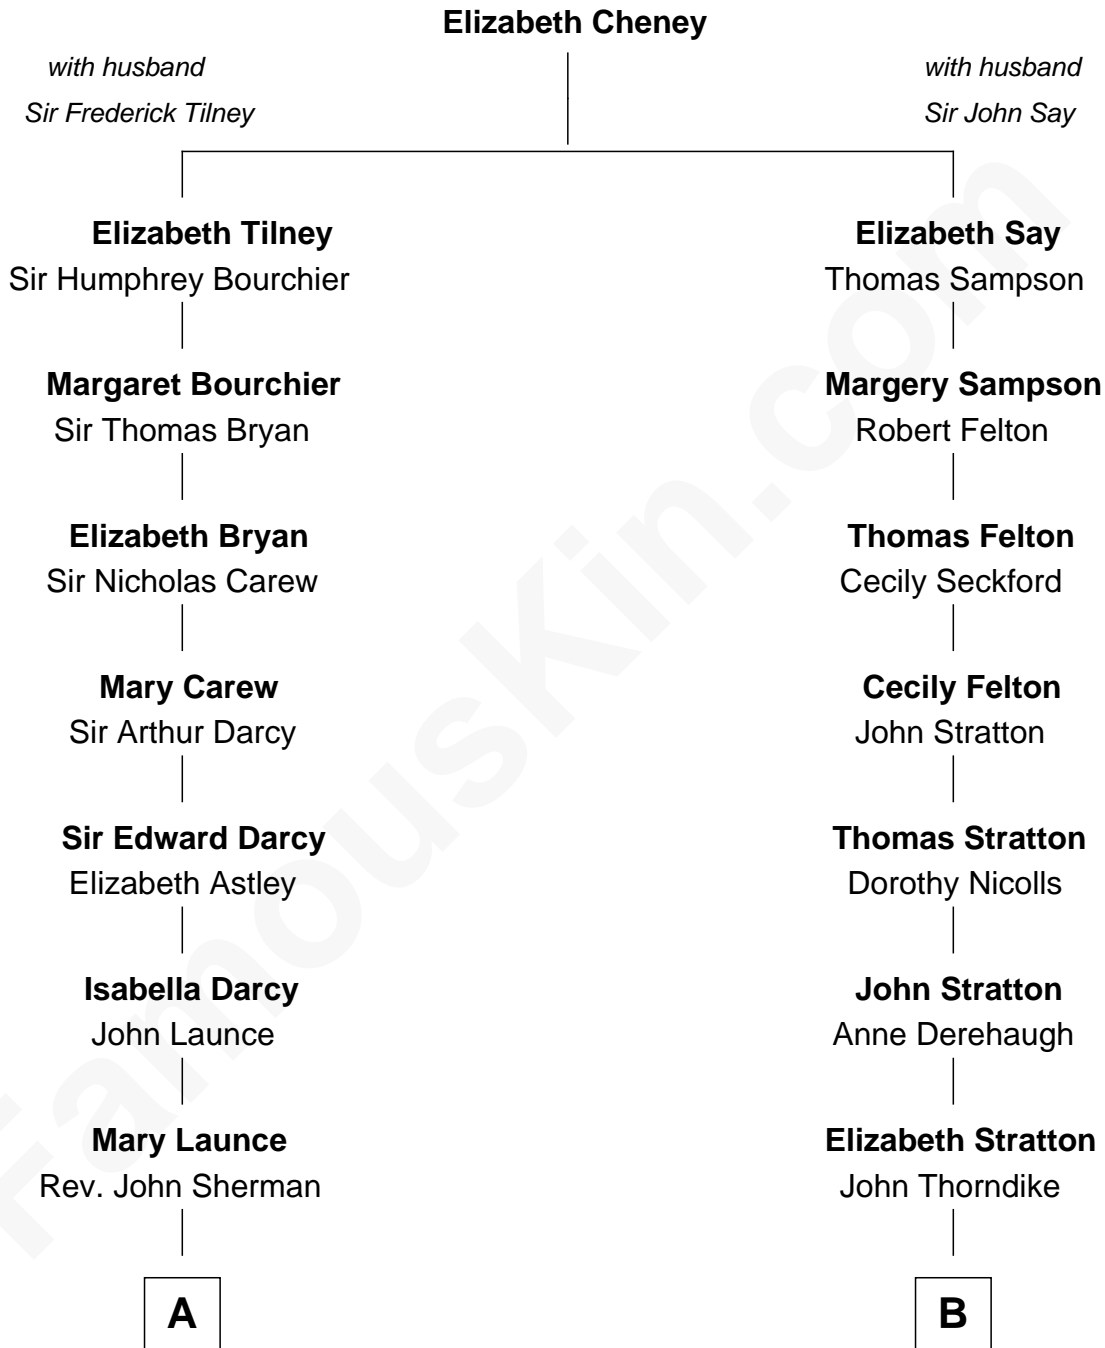 Elizabeth Cheney
with husband
Sir Frederick Tilney
with husband
Sir John Say
Elizabeth Tilney
Sir Humphrey Bourchier
Margaret Bourchier
Sir Thomas Bryan
Elizabeth Bryan
Sir Nicholas Carew
Mary Carew
Sir Arthur Darcy
Sir Edward Darcy
Elizabeth Astley
Isabella Darcy
John Launce
Mary Launce
Rev. John Sherman
A
Elizabeth Say
Thomas Sampson
Margery Sampson
Robert Felton
Thomas Felton
Cecily Seckford
Cecily Felton
John Stratton
Thomas Stratton
Dorothy Nicolls
John Stratton
Anne Derehaugh
Elizabeth Stratton
John Thorndike
B
FamousKin.com